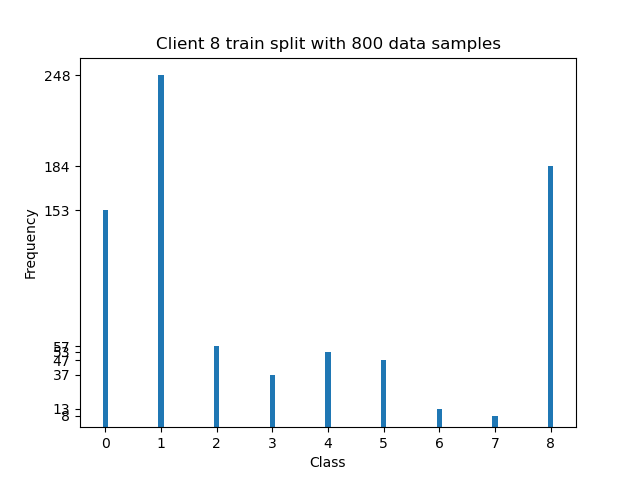 Client 8 train split with 800 data samples
Frequency
248
184
153
57
53
47
37
13
8
0 1 2 3 4 5 6 7 8
Class